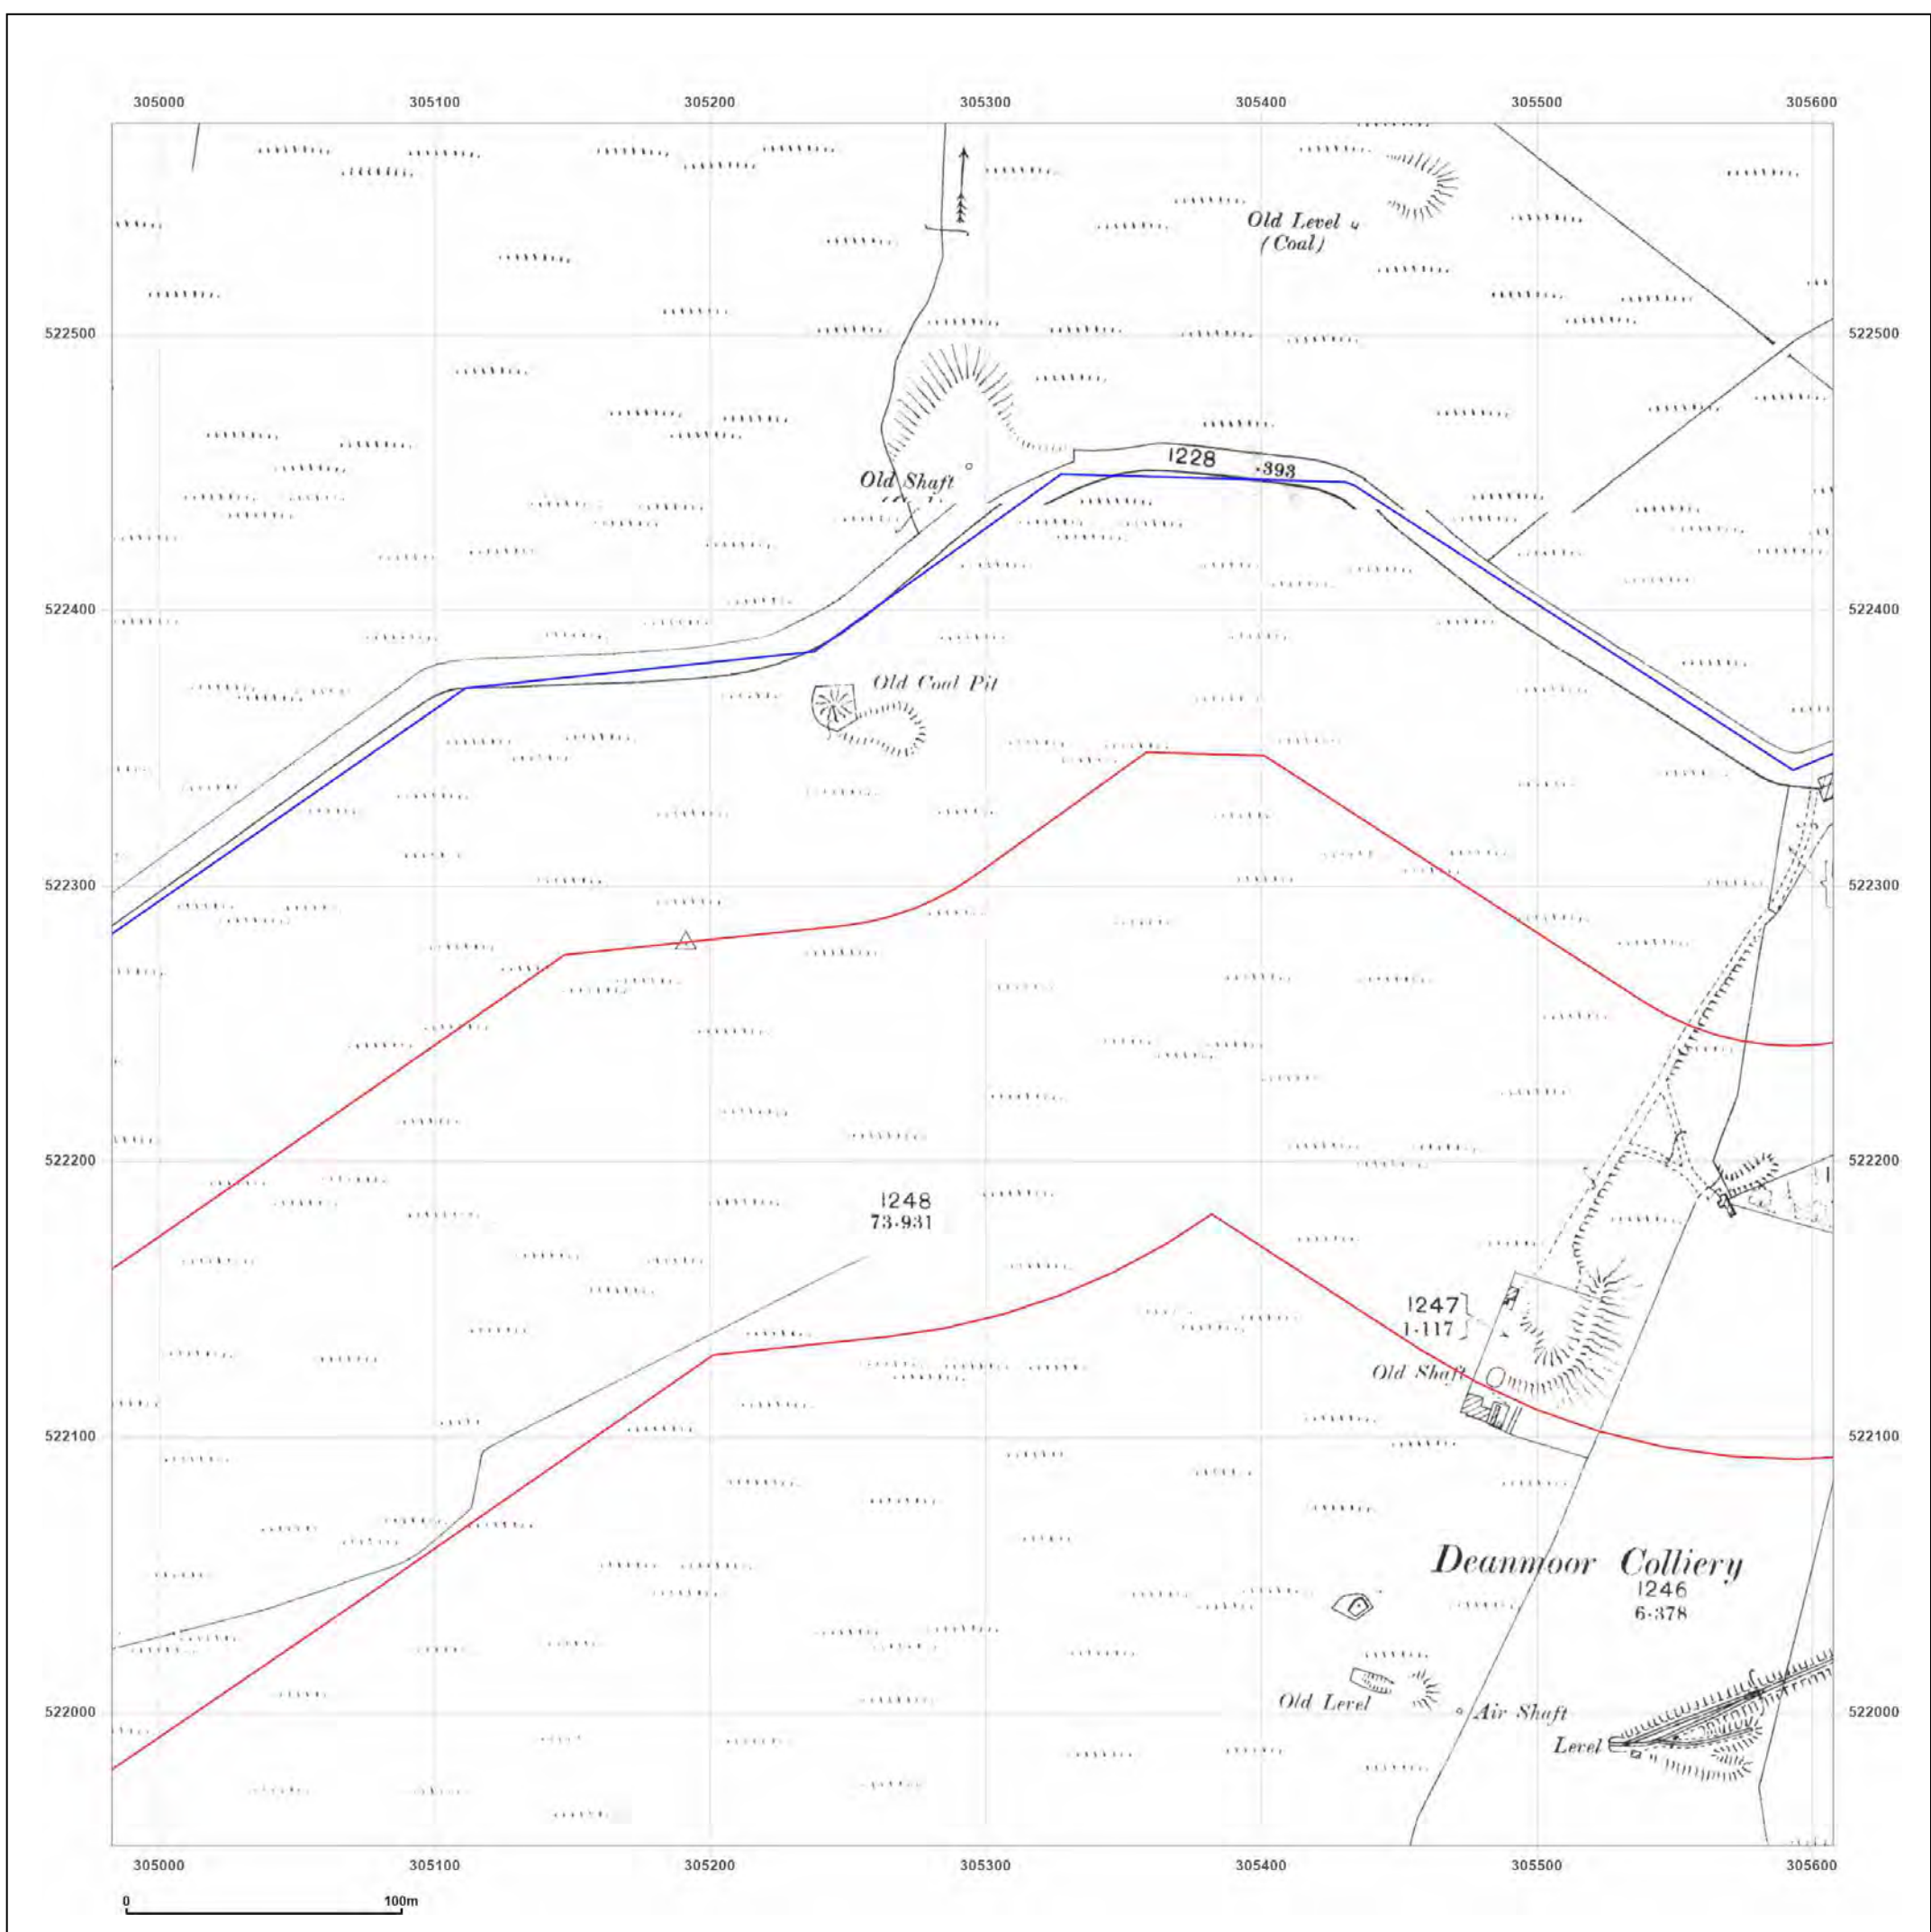 305000 305100 305200 305300 305400 305500 305600
Old Level
(Coal)
522500 522500
1228 ·393
Old Shaft
522400 522400
Old Coal Pit
522300 522300
522200 522200
1248
73·931
1247
1·117
Old Shaft
522100 522100
Deanmoor Colliery
1246
6·378
Old Level
Air Shaft
522000 522000
Level
305000 305100 305200 305300 305400 305500 305600
0 100m